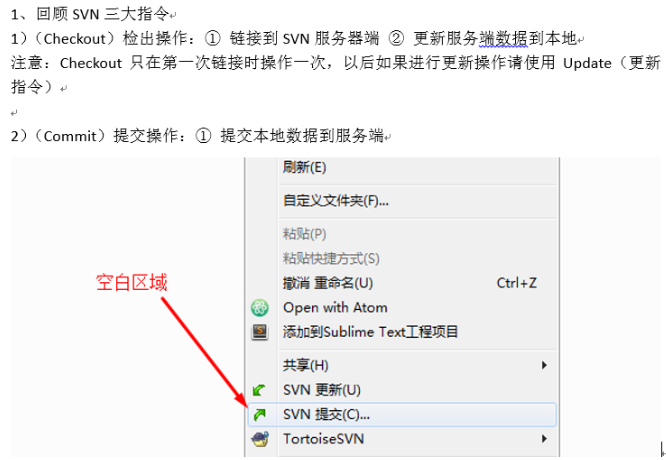 1、回顾 SVN 三大指令
1）（Checkout）检出操作：① 链接到 SVN 服务器端 ② 更新服务端数据到本地
注意：Checkout 只在第一次链接时操作一次，以后如果进行更新操作请使用 Update（更新
指令）
2）（Commit）提交操作：① 提交本地数据到服务端
刷新(E)
自定义文件夹(F)...
粘贴(P)
粘贴快捷方式(S)
空白区域
撤消 重命名(U) Ctrl+Z
Open with Atom
添加到Sublime Text工程项目
共享(H)
SVN 更新(U)
SVN 提交(C)...
TortoiseSVN